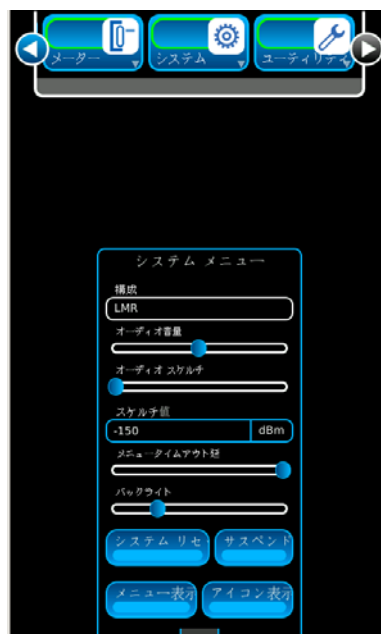 メーター
システム
ユーティリティ
システム メニュー
構成
LMR
オーディオ音量
オーディオ スケルチ
スケルチ値
-150 dBm
メニュータイムアウト延
バックライト
システム リセ
サスペンド
メニュー表示
アイコン表示